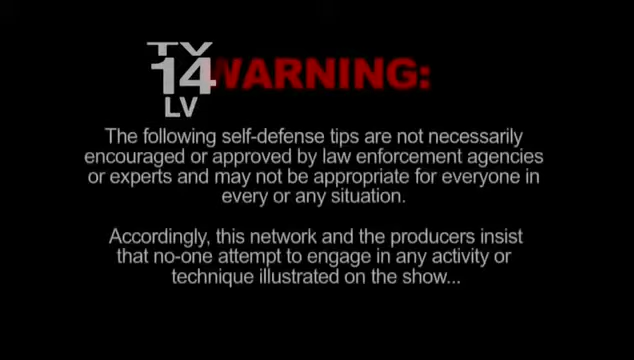 TV
14
LV
WARNING:
The following self-defense tips are not necessarily
encouraged or approved by law enforcement agencies
or experts and may not be appropriate for everyone in
every or any situation.
Accordingly, this network and the producers insist
that no-one attempt to engage in any activity or
technique illustrated on the show...